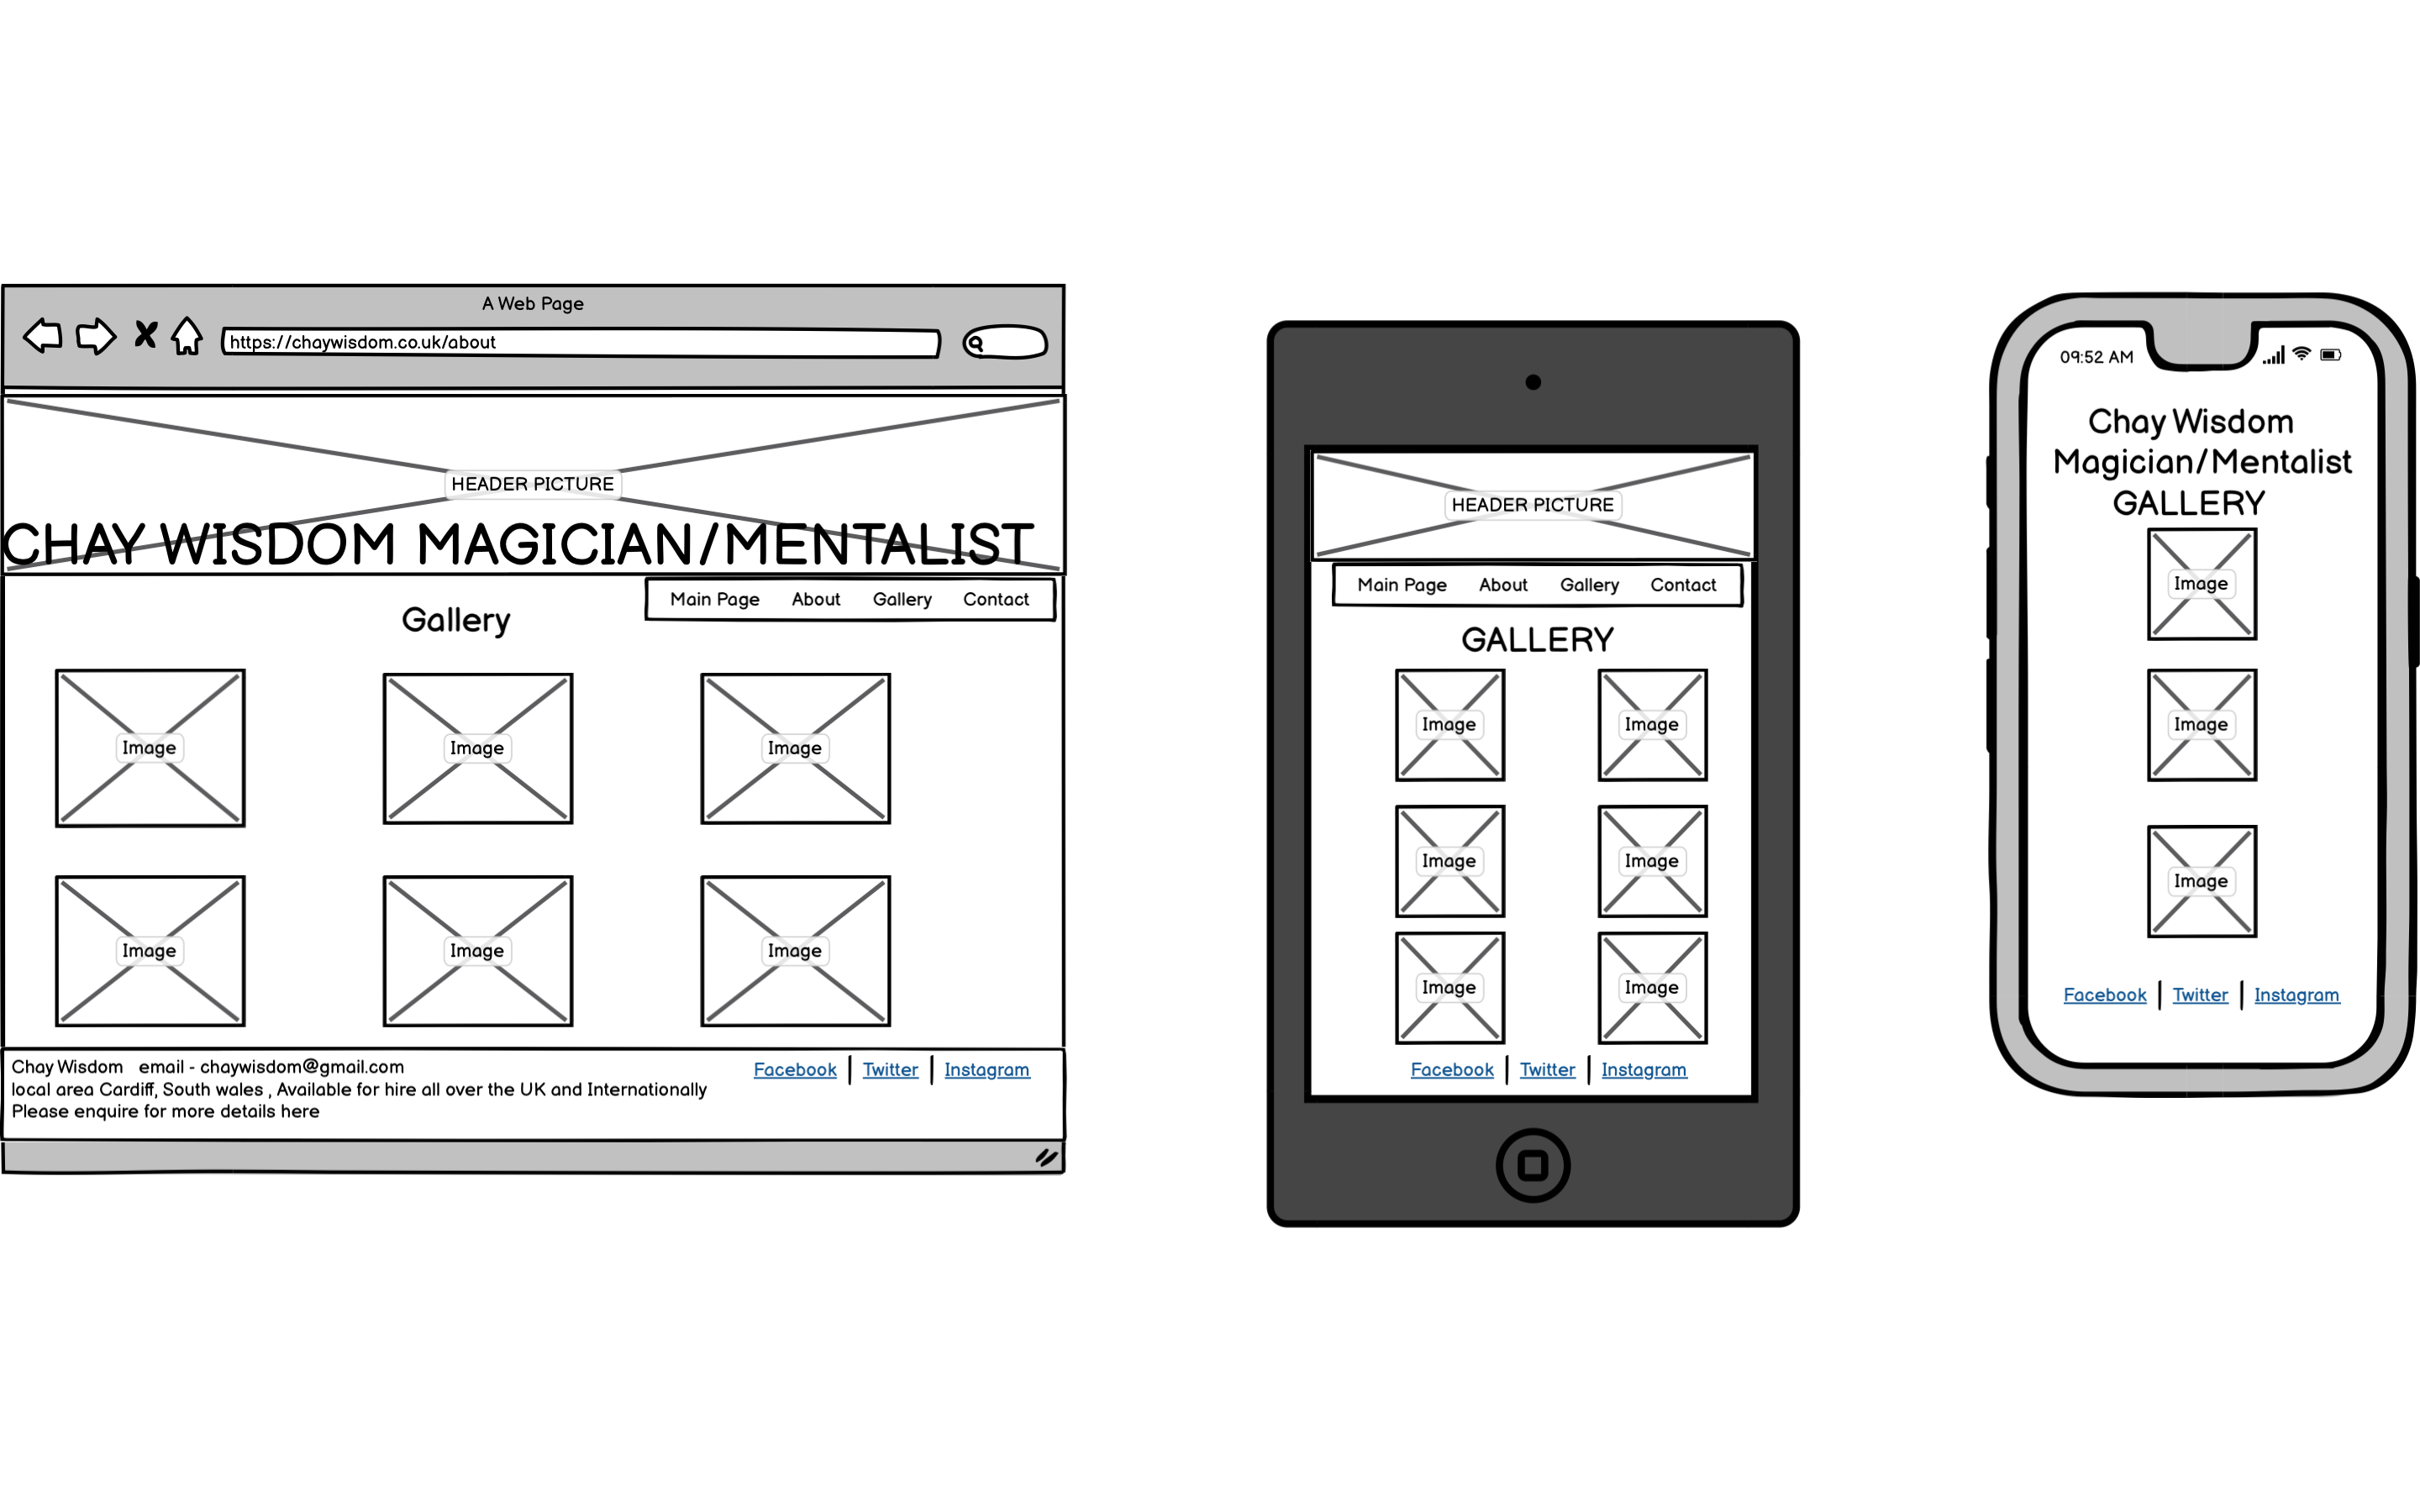 A Web Page
https://chaywisdom.co.uk/about
HEADER PICTURE
CHAY WISDOM MAGICIAN/MENTALIST
Main Page About Gallery Contact
Gallery
Image Image Image
Image Image Image
Chay Wisdom email - chaywisdom@gmail.com
local area Cardiff, South wales , Available for hire all over the UK and Internationally
Please enquire for more details here
Facebook Twitter Instagram
HEADER PICTURE
Main Page About Gallery Contact
GALLERY
Image Image
Image Image
Image Image
Facebook Twitter Instagram
09:52 AM
Chay Wisdom
Magician/Mentalist
GALLERY
Image
Image
Image
Facebook Twitter Instagram